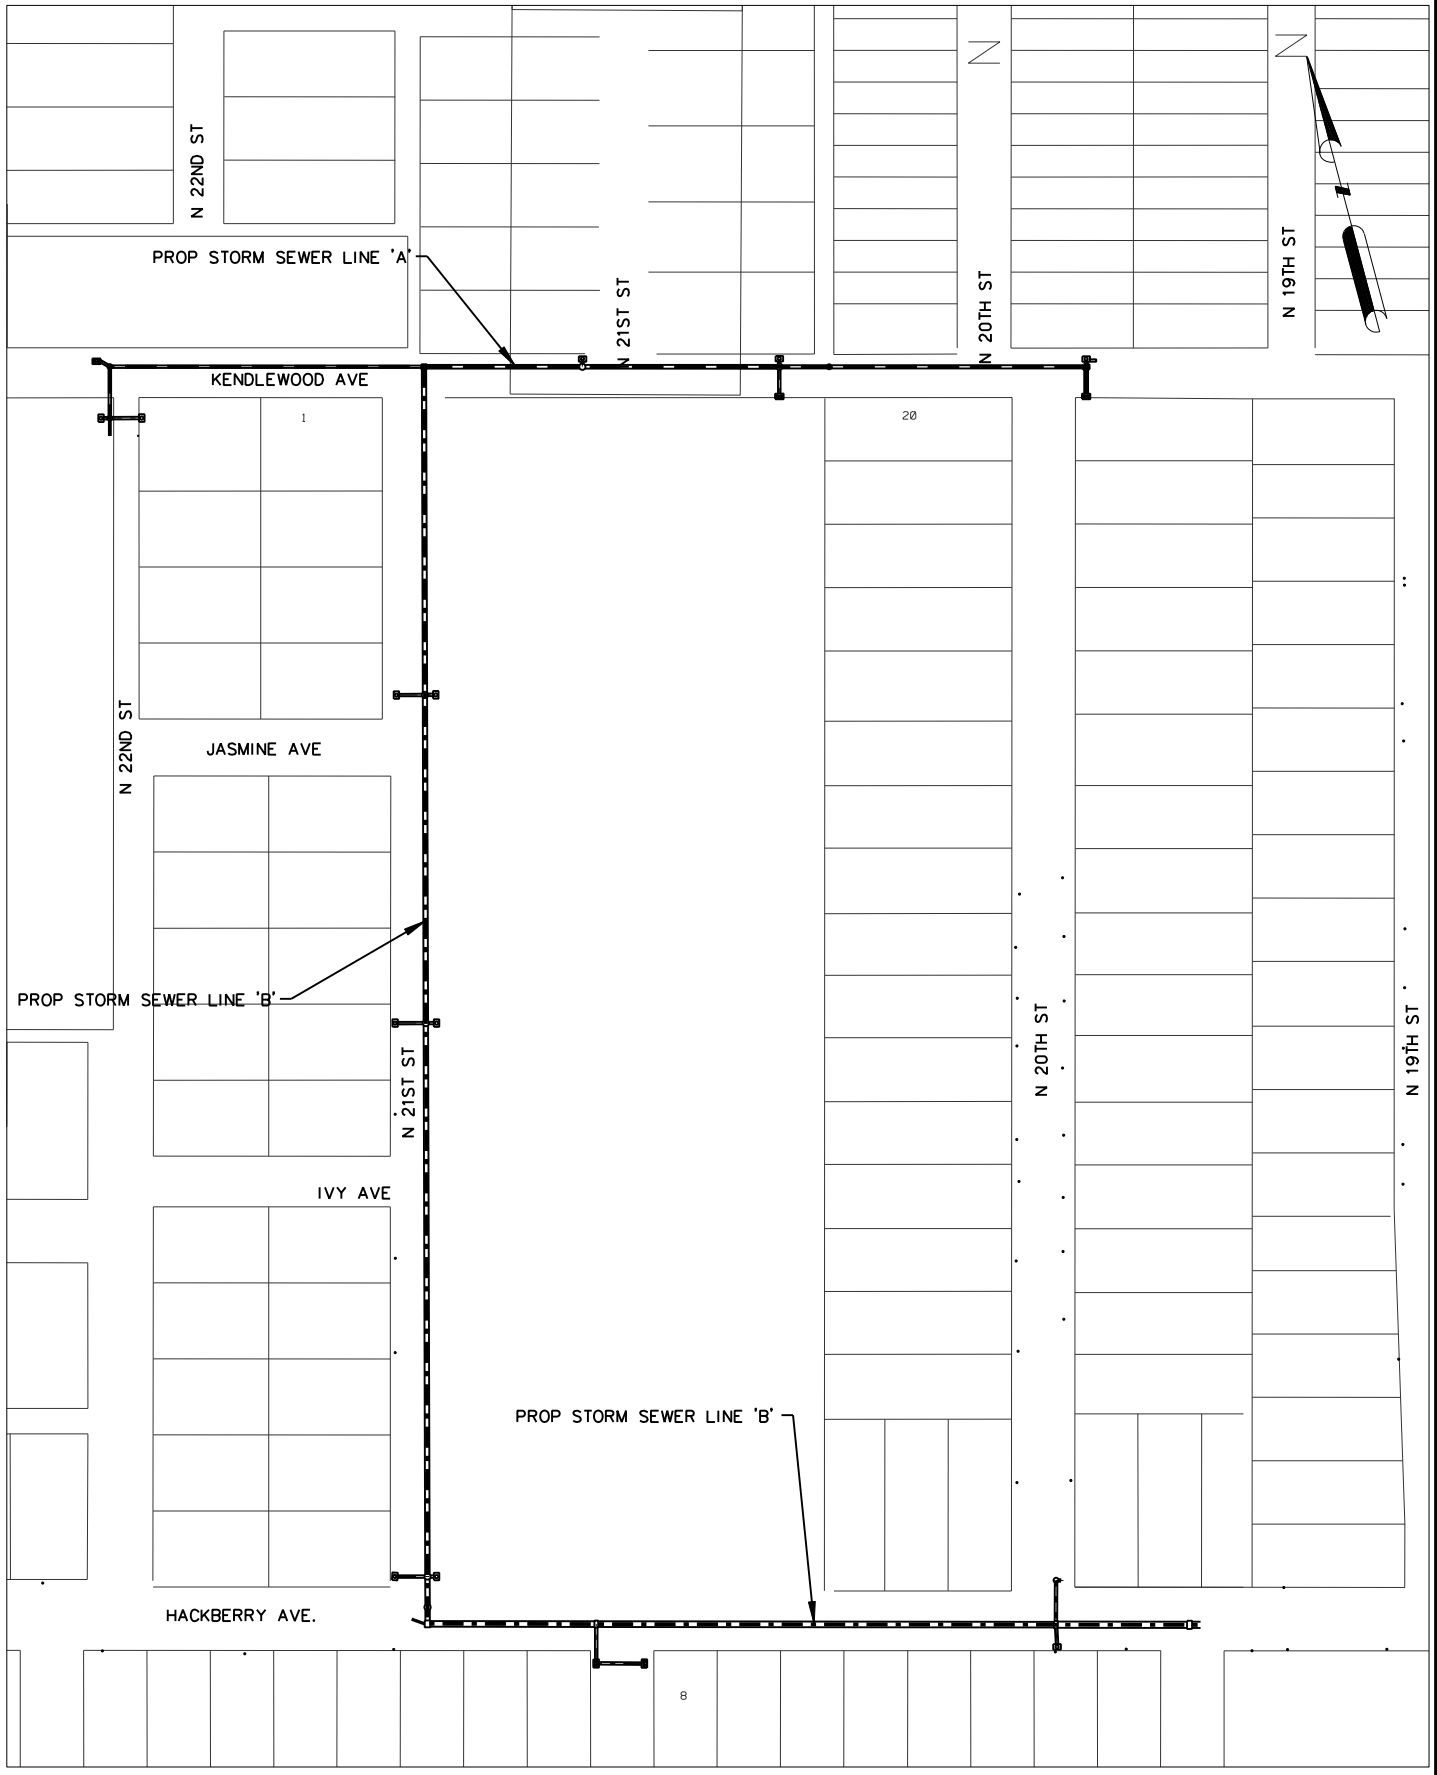 N
N
N 22ND ST
PROP STORM SEWER LINE 'A'
N 21ST ST
N 20TH ST
N 19TH ST
KENDLEWOOD AVE
1
20
N 22ND ST
JASMINE AVE
PROP STORM SEWER LINE 'B'
N 21ST ST
N 20TH ST
N 19TH ST
IVY AVE
PROP STORM SEWER LINE 'B'
HACKBERRY AVE.
8